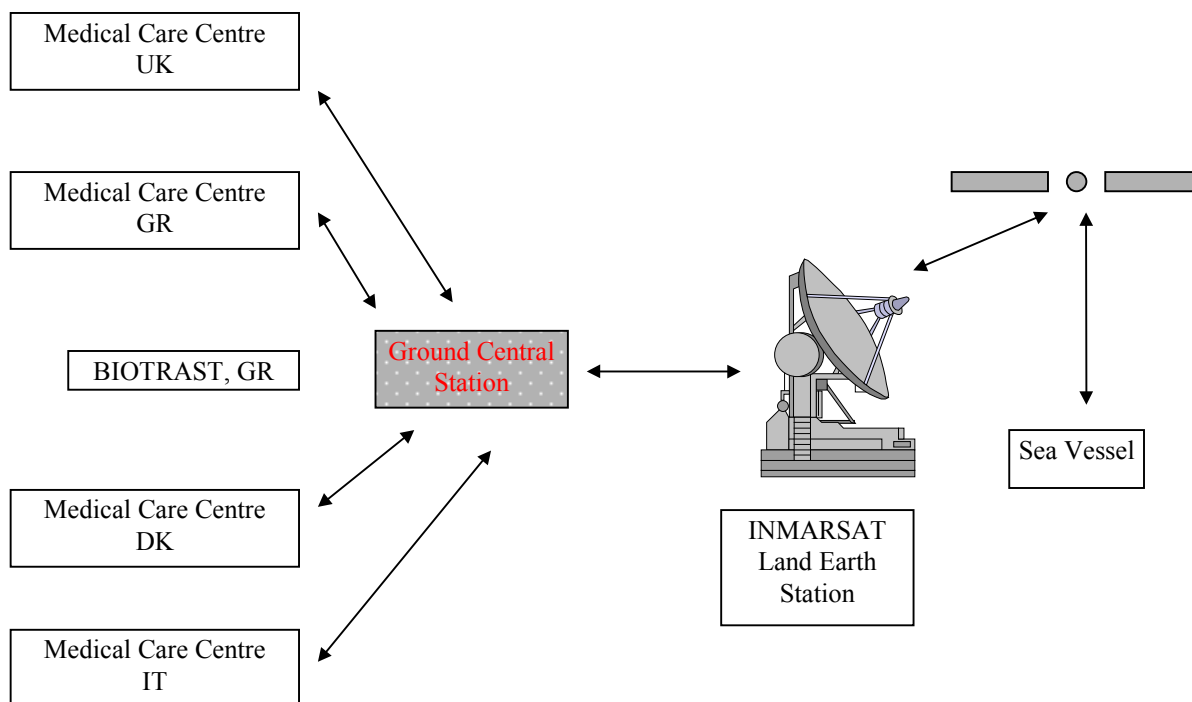 Medical Care Centre
UK
Medical Care Centre
GR
BIOTRAST, GR
Ground Central
Station
Medical Care Centre
DK
Medical Care Centre
IT
INMARSAT
Land Earth
Station
Sea Vessel